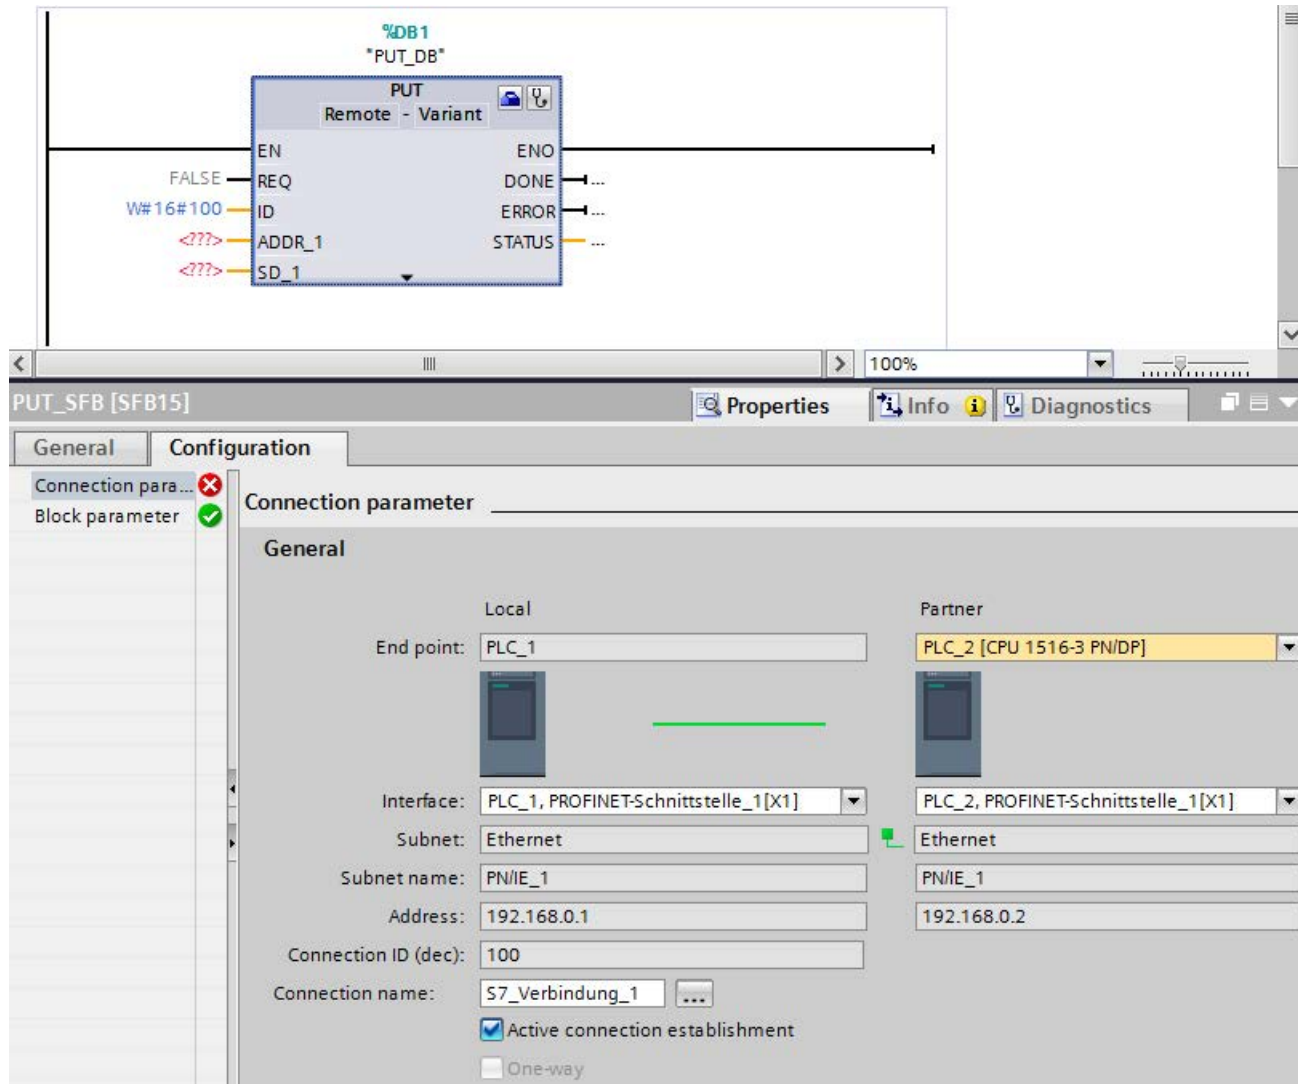 %DB1
"PUT_DB"
PUT
Remote - Variant
EN ENO
FALSE REQ DONE ...
W#16#100 ID ERROR ...
<???> ADDR_1 STATUS ...
<???> SD_1
100%
PUT_SFB [SFB15] Properties Info Diagnostics
General Configuration
Connection para...
Block parameter
Connection parameter
General
Local Partner
End point: PLC_1 PLC_2 [CPU 1516-3 PN/DP]
Interface: PLC_1, PROFINET-Schnittstelle_1[X1] PLC_2, PROFINET-Schnittstelle_1[X1]
Subnet: Ethernet Ethernet
Subnet name: PN/IE_1 PN/IE_1
Address: 192.168.0.1 192.168.0.2
Connection ID (dec): 100
Connection name: S7_Verbindung_1 ...
Active connection establishment
One-way